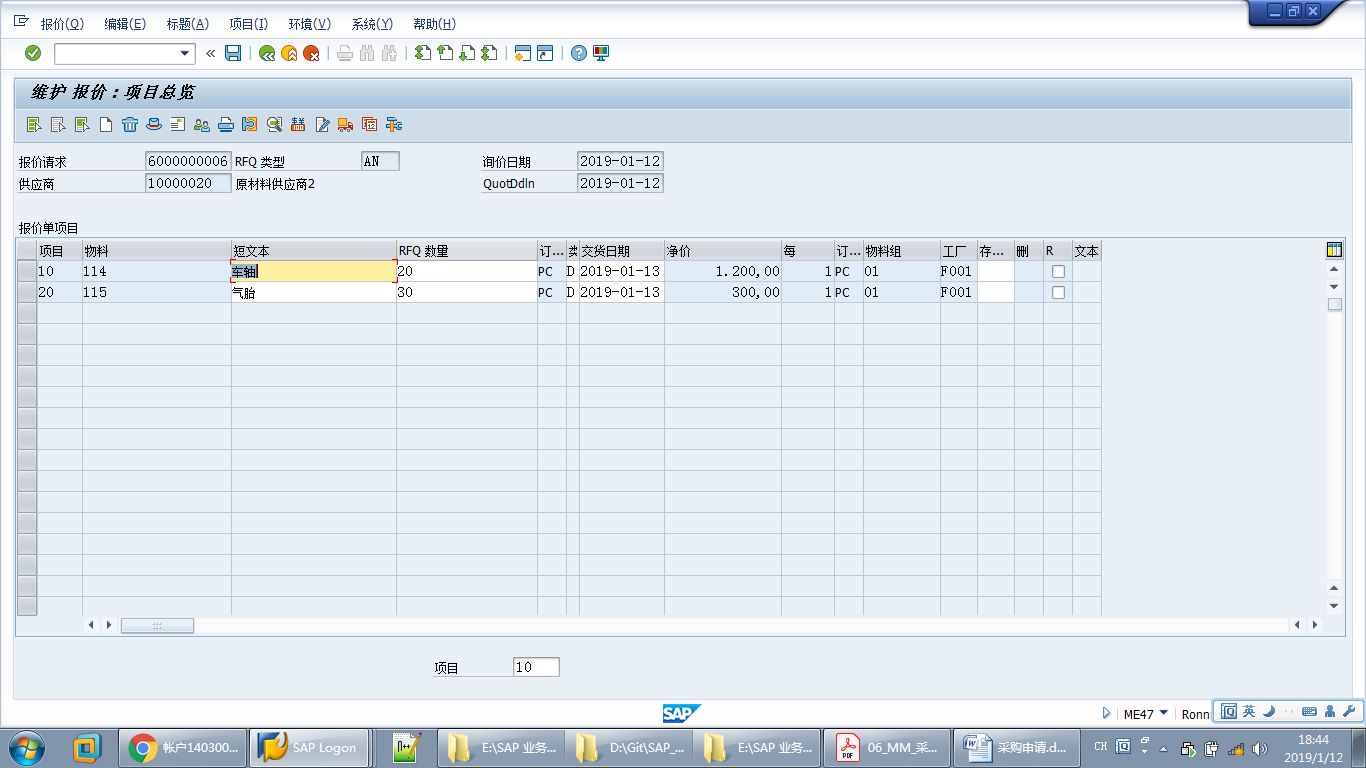 报价(Q) 编辑(E) 标题(A) 项目(I) 环境(V) 系统(Y) 帮助(H)
维护 报价：项目总览
报价请求 6000000006 RFQ 类型 AN 询价日期 2019-01-12
供应商 10000020 原材料供应商2 QuotDdln 2019-01-12
报价单项目
项目 物料 短文本 RFQ 数量 订... 类 交货日期 净价 每 订... 物料组 工厂 存... 删 R 文本
10 114 车轴 20 PC D 2019-01-13 1.200,00 1 PC 01 F001
20 115 气胎 30 PC D 2019-01-13 300,00 1 PC 01 F001
项目 10
SAP
ME47 Ronn 英
帐户140300... SAP Logon E:\SAP 业务... D:\Git\SAP_... E:\SAP 业务... 06_MM_采... 采购申请.d... CH 18:44
2019/1/12